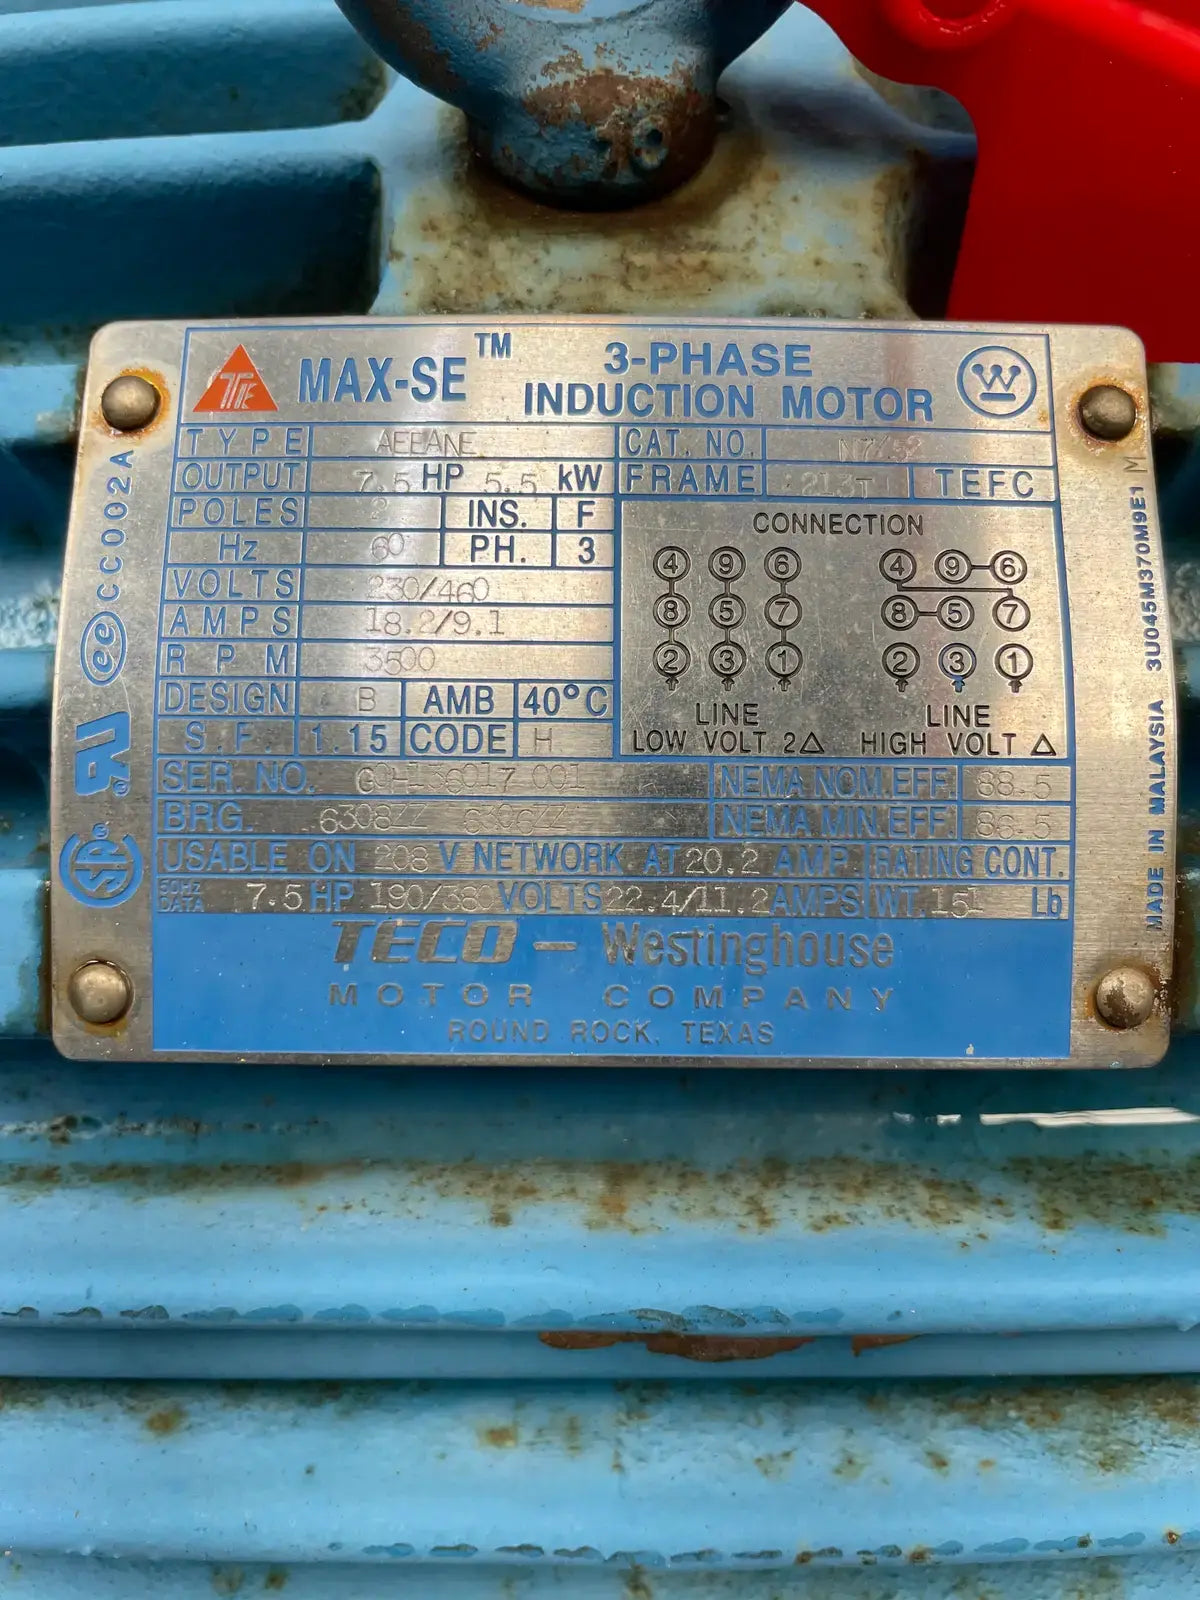 MAX-SE™ 3-PHASE INDUCTION MOTOR
TYPE AEEANE CAT. NO.
OUTPUT 7.5 HP 5.5 kW FRAME 213T TEFC
POLES 2 INS. F
Hz 60 PH. 3
VOLTS 230/460
AMPS 18.2/9.1
RPM 3500
DESIGN B AMB 40°C
S.F. 1.15 CODE H
CONNECTION
4 9 6 4 9-6
8 5 7 8-5 7
2 3 1 2 3 1
LINE LINE
LOW VOLT 2△ HIGH VOLT △
SER. NO. 001 NEMA NOM.EFF. 88.5
BRG. 6308ZZ 6306ZZ NEMA MIN.EFF. 86.5
USABLE ON 208 V NETWORK AT 20.2 AMP. RATING CONT.
50Hz DATA 7.5 HP 190/380 VOLTS 22.4/11.2 AMPS WT. 151 Lb
TECO - Westinghouse
MOTOR COMPANY
ROUND ROCK, TEXAS
ee CC002A
MADE IN MALAYSIA 3U045M370M9E1 M